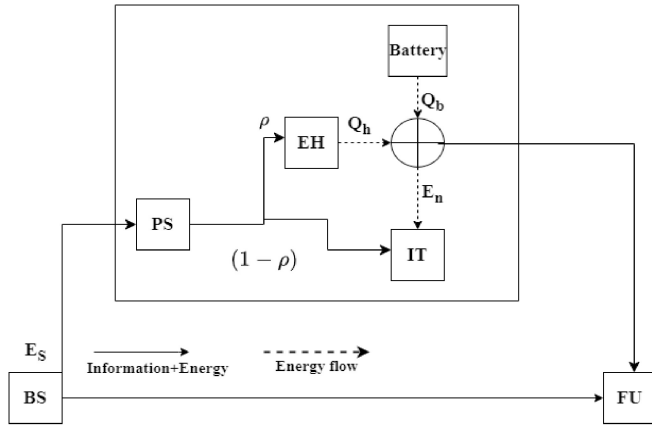 Battery
Q_b
ρ
EH
Q_h
E_n
PS
(1 − ρ)
IT
E_S
Information+Energy
Energy flow
BS
FU